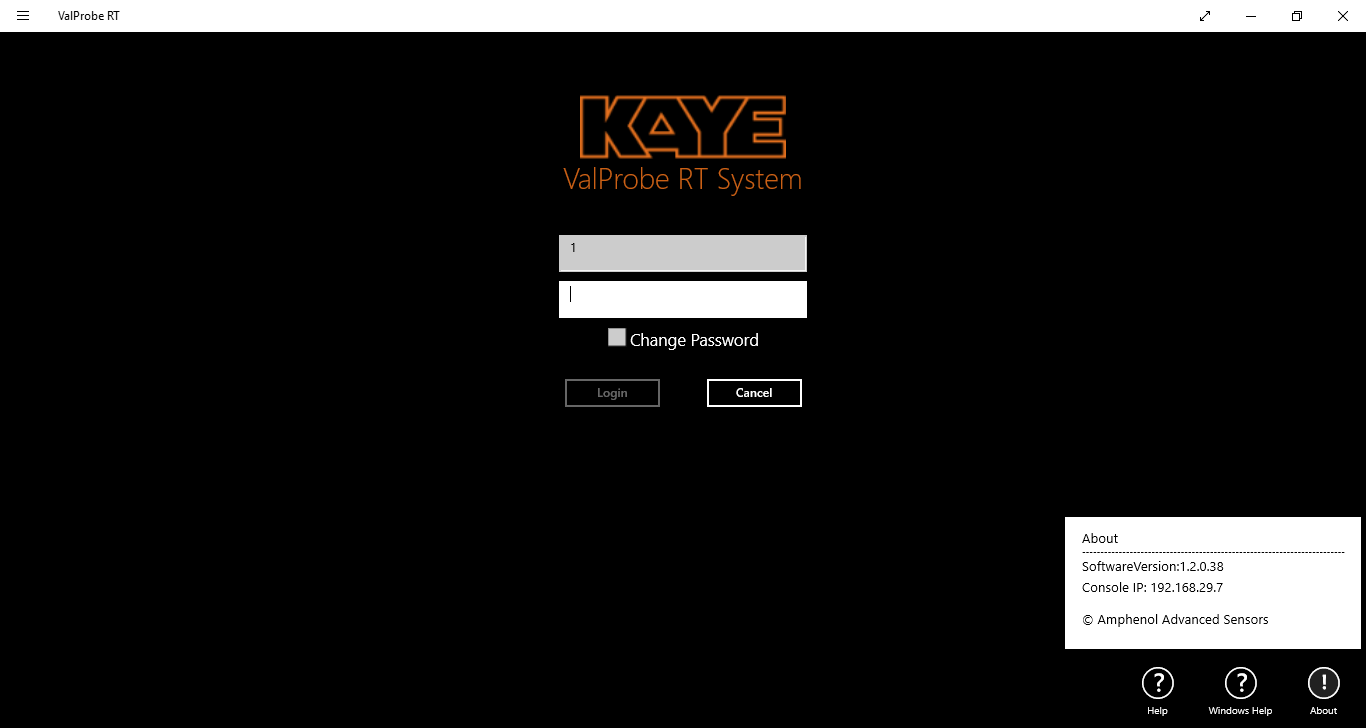 ValProbe RT
KAYE
ValProbe RT System
1
Change Password
Login
Cancel
About
--------------------------------------------------------------------------
SoftwareVersion:1.2.0.38
Console IP: 192.168.29.7
© Amphenol Advanced Sensors
? ? !
Help Windows Help About